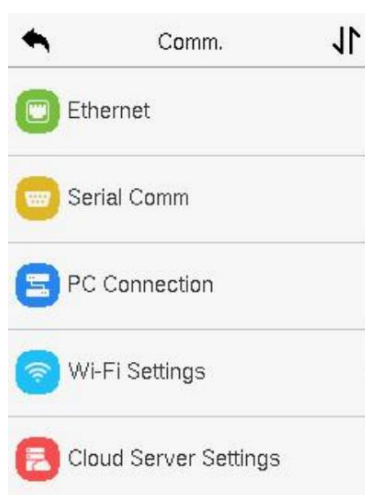 Comm.
Ethernet
Serial Comm
PC Connection
Wi-Fi Settings
Cloud Server Settings